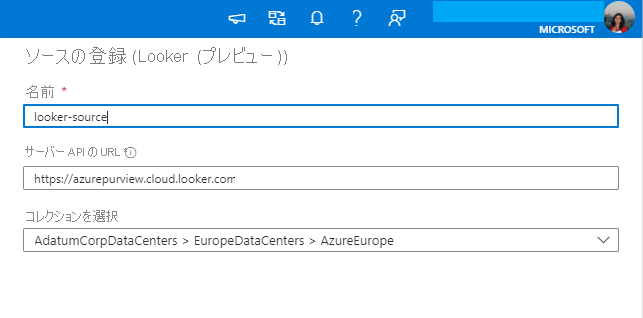 MICROSOFT
ソースの登録 (Looker (プレビュー))
名前 *
looker-source
サーバー API の URL
https://azurepurview.cloud.looker.com
コレクションを選択
AdatumCorpDataCenters > EuropeDataCenters > AzureEurope